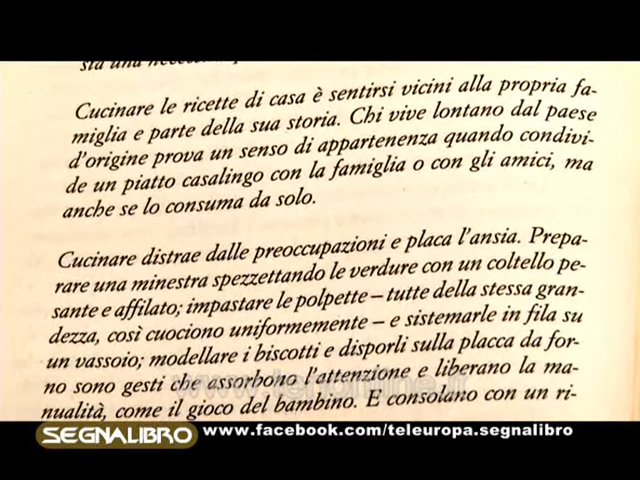 sta una
Cucinare le ricette di casa è sentirsi vicini alla propria fa-
miglia e parte della sua storia. Chi vive lontano dal paese
d'origine prova un senso di appartenenza quando condivi-
de un piatto casalingo con la famiglia o con gli amici, ma
anche se lo consuma da solo.
Cucinare distrae dalle preoccupazioni e placa l'ansia. Prepa-
rare una minestra spezzettando le verdure con un coltello pe-
sante e affilato; impastare le polpette – tutte della stessa gran-
dezza, così cuociono uniformemente – e sistemarle in fila su
un vassoio; modellare i biscotti e disporli sulla placca da for-
no sono gesti che assorbono l'attenzione e liberano la ma-
nualità, come il gioco del bambino. E consolano con un ri-
SEGNALIBRO www.facebook.com/teleuropa.segnalibro